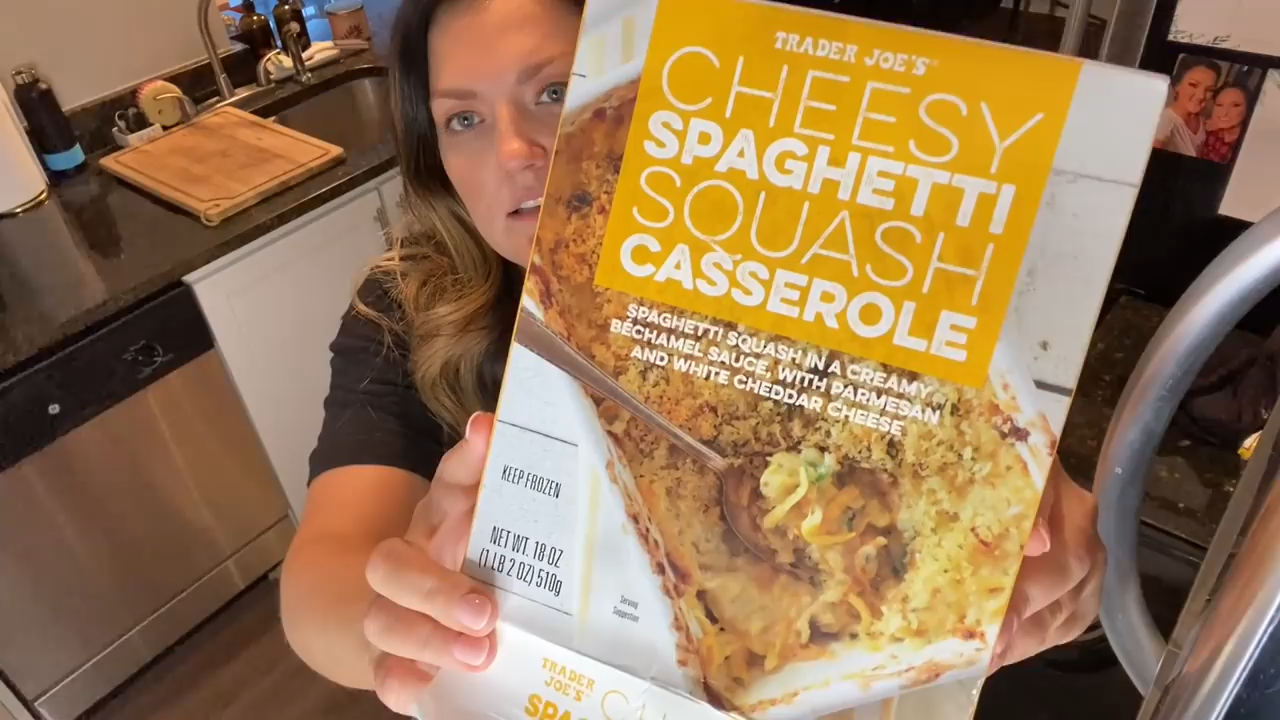 TRADER JOE'S
CHEESY
SPAGHETTI
SQUASH
CASSEROLE
SPAGHETTI SQUASH IN A CREAMY
BÉCHAMEL SAUCE, WITH PARMESAN
AND WHITE CHEDDAR CHEESE
KEEP FROZEN
NET WT. 18 OZ
(1 LB 2 OZ) 510g
Serving
Suggestion
TRADER
JOE'S